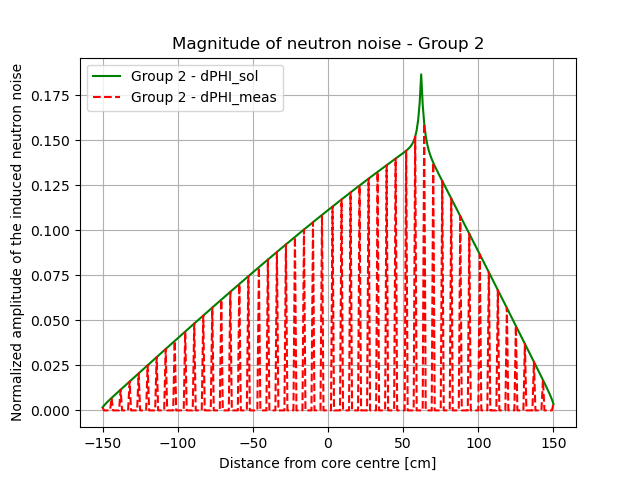 Magnitude of neutron noise - Group 2
Normalized amplitude of the induced neutron noise
Group 2 - dPHI_sol
Group 2 - dPHI_meas
0.175
0.150
0.125
0.100
0.075
0.050
0.025
0.000
−150 −100 −50 0 50 100 150
Distance from core centre [cm]